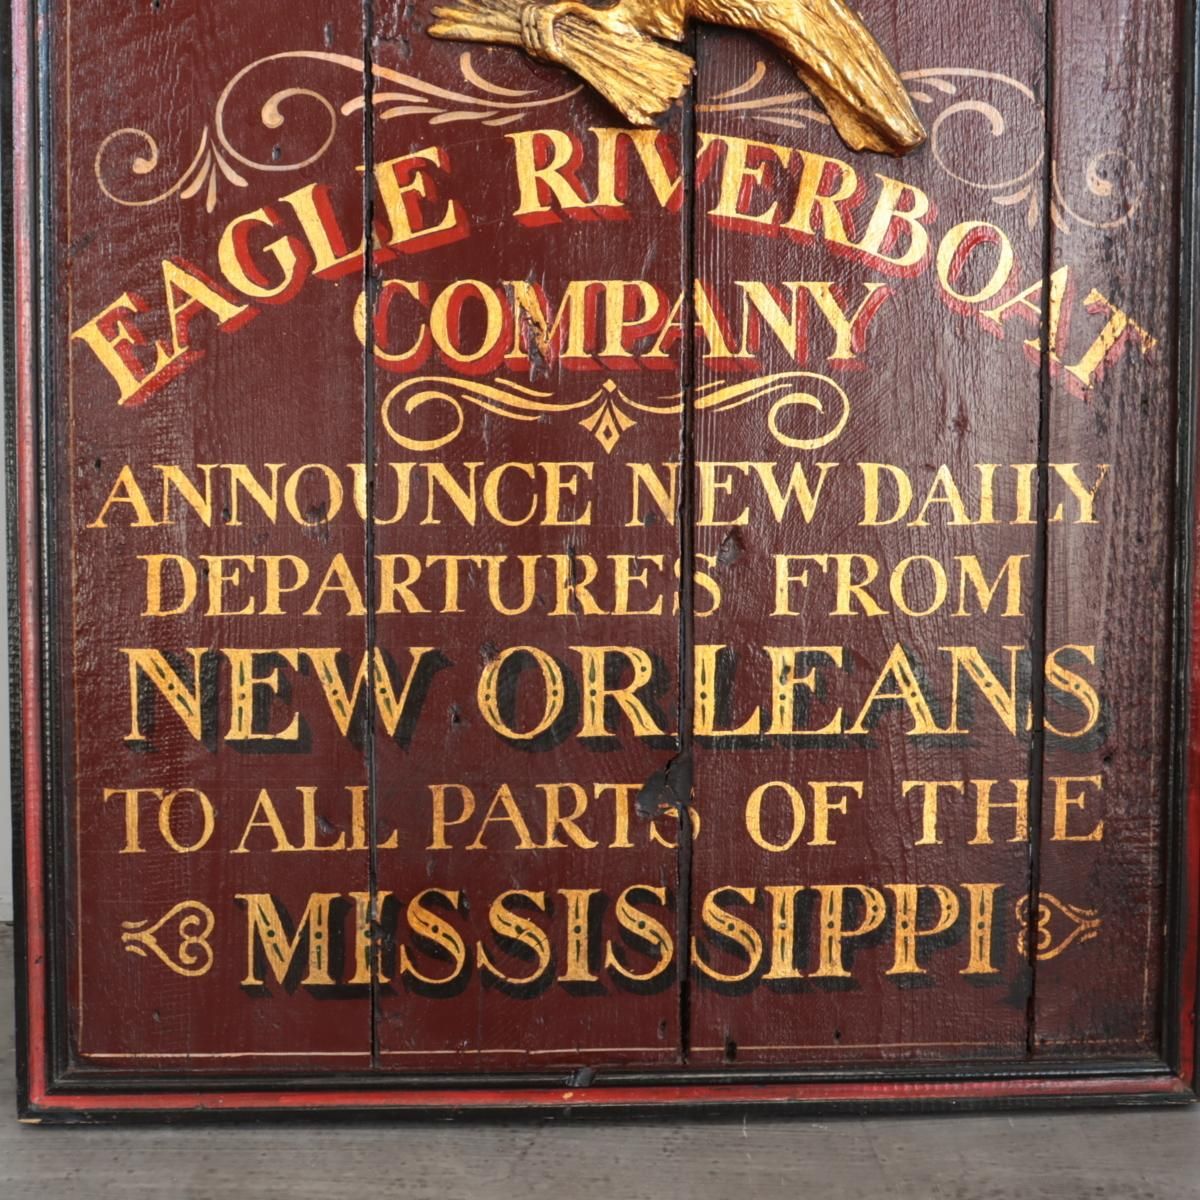 EAGLE RIVERBOAT
COMPANY
ANNOUNCE NEW DAILY
DEPARTURES FROM
NEW ORLEANS
TO ALL PARTS OF THE
MISSISSIPPI